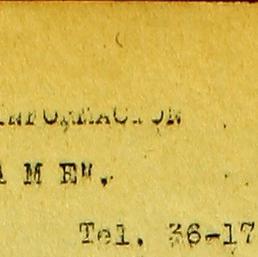 INFORMACION
A M E N.
Tel. 36-17